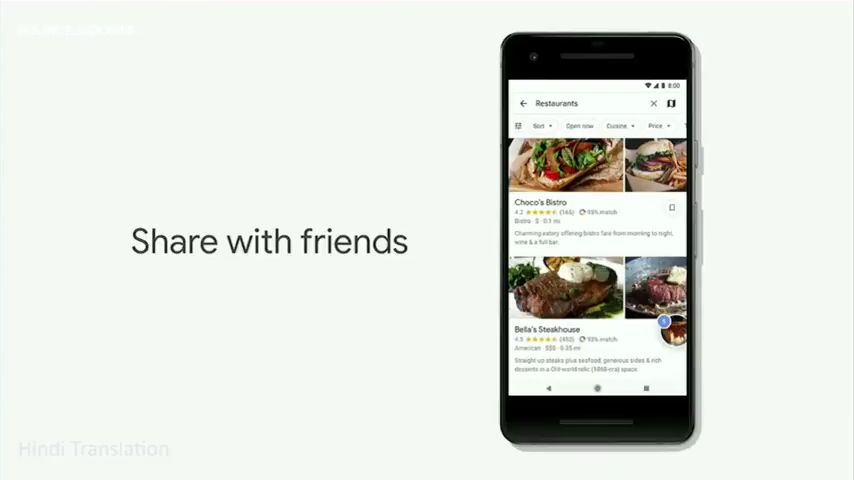 Share with friends
8:00
Restaurants
Sort
Open now
Cuisine
Price
Choco's Bistro
4.2 (165) 95% match
Bistro · $ · 0.1 mi
Charming eatery offering bistro fare from morning to night,
wine & a full bar.
Bella's Steakhouse
4.5 (492) 93% match
American · $$$ · 0.35 mi
Straight-up steaks plus seafood, generous sides & rich
desserts in a Old-world relic (1868-era) space.
Hindi Translation